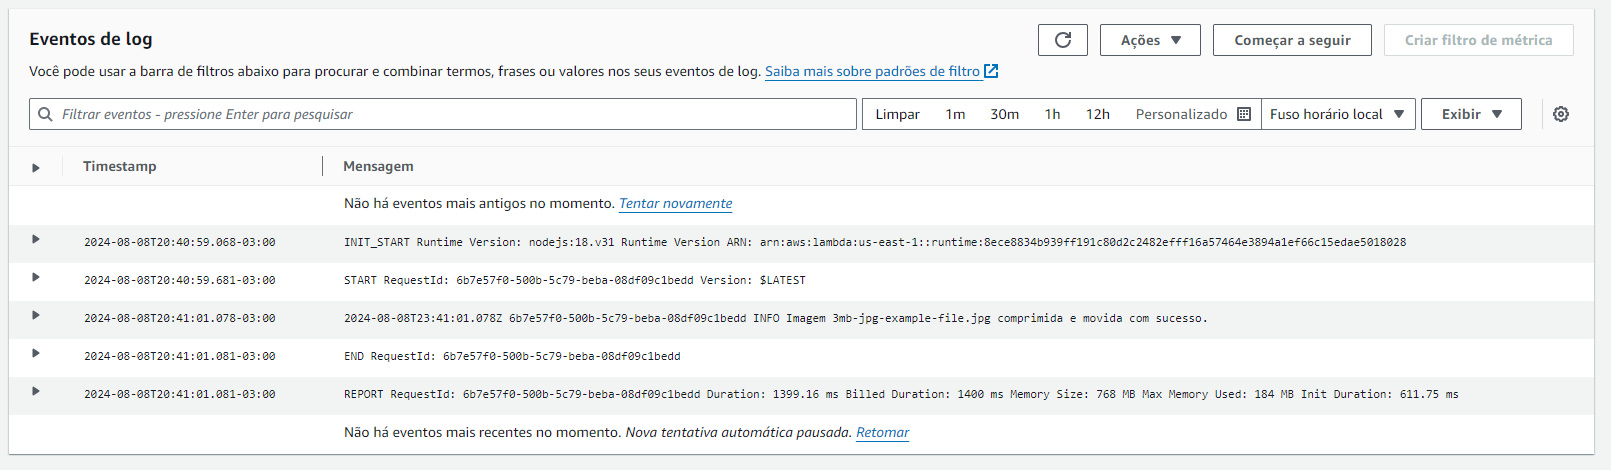 Eventos de log
Ações
Começar a seguir
Criar filtro de métrica
Você pode usar a barra de filtros abaixo para procurar e combinar termos, frases ou valores nos seus eventos de log. Saiba mais sobre padrões de filtro
Filtrar eventos - pressione Enter para pesquisar
Limpar 1m 30m 1h 12h Personalizado
Fuso horário local
Exibir
Timestamp Mensagem
Não há eventos mais antigos no momento. Tentar novamente
2024-08-08T20:40:59.068-03:00 INIT_START Runtime Version: nodejs:18.v31 Runtime Version ARN: arn:aws:lambda:us-east-1::runtime:8ece8834b939ff191c80d2c2482efff16a57464e3894a1ef66c15edae5018028
2024-08-08T20:40:59.681-03:00 START RequestId: 6b7e57f0-500b-5c79-beba-08df09c1bedd Version: $LATEST
2024-08-08T20:41:01.078-03:00 2024-08-08T23:41:01.078Z 6b7e57f0-500b-5c79-beba-08df09c1bedd INFO Imagem 3mb-jpg-example-file.jpg comprimida e movida com sucesso.
2024-08-08T20:41:01.081-03:00 END RequestId: 6b7e57f0-500b-5c79-beba-08df09c1bedd
2024-08-08T20:41:01.081-03:00 REPORT RequestId: 6b7e57f0-500b-5c79-beba-08df09c1bedd Duration: 1399.16 ms Billed Duration: 1400 ms Memory Size: 768 MB Max Memory Used: 184 MB Init Duration: 611.75 ms
Não há eventos mais recentes no momento. Nova tentativa automática pausada. Retomar